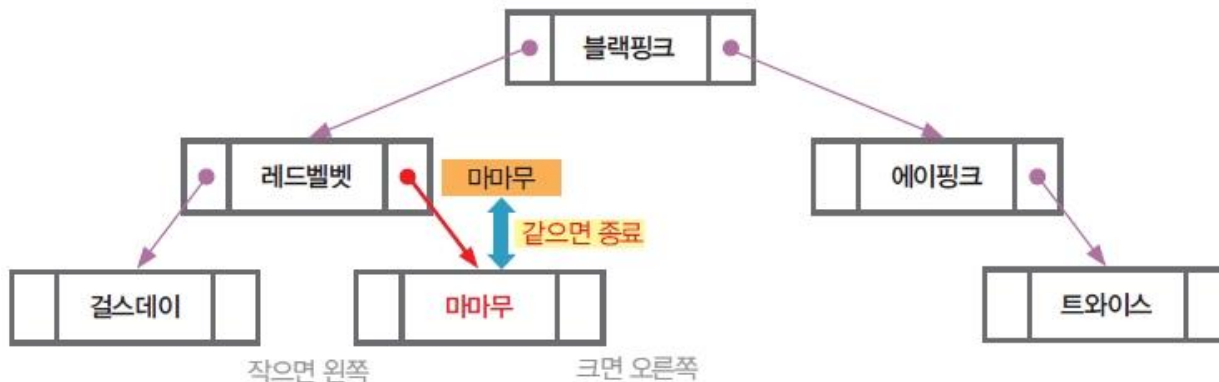 블랙핑크
레드벨벳
마마무
에이핑크
같으면 종료
걸스데이
마마무
트와이스
작으면 왼쪽
크면 오른쪽